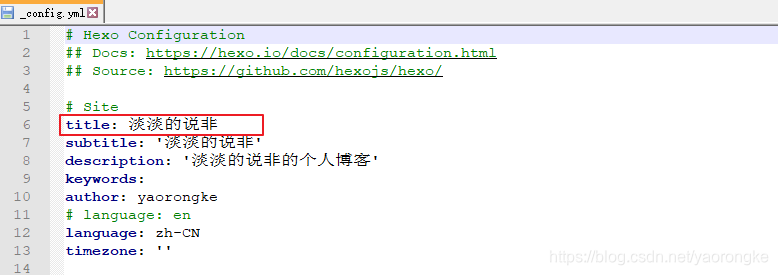 _config.yml
1 # Hexo Configuration
2 ## Docs: https://hexo.io/docs/configuration.html
3 ## Source: https://github.com/hexojs/hexo/
4
5 # Site
6 title: 淡淡的说非
7 subtitle: '淡淡的说非'
8 description: '淡淡的说非的个人博客'
9 keywords:
10 author: yaorongke
11 # language: en
12 language: zh-CN
13 timezone: ''
14
https://blog.csdn.net/yaorongke